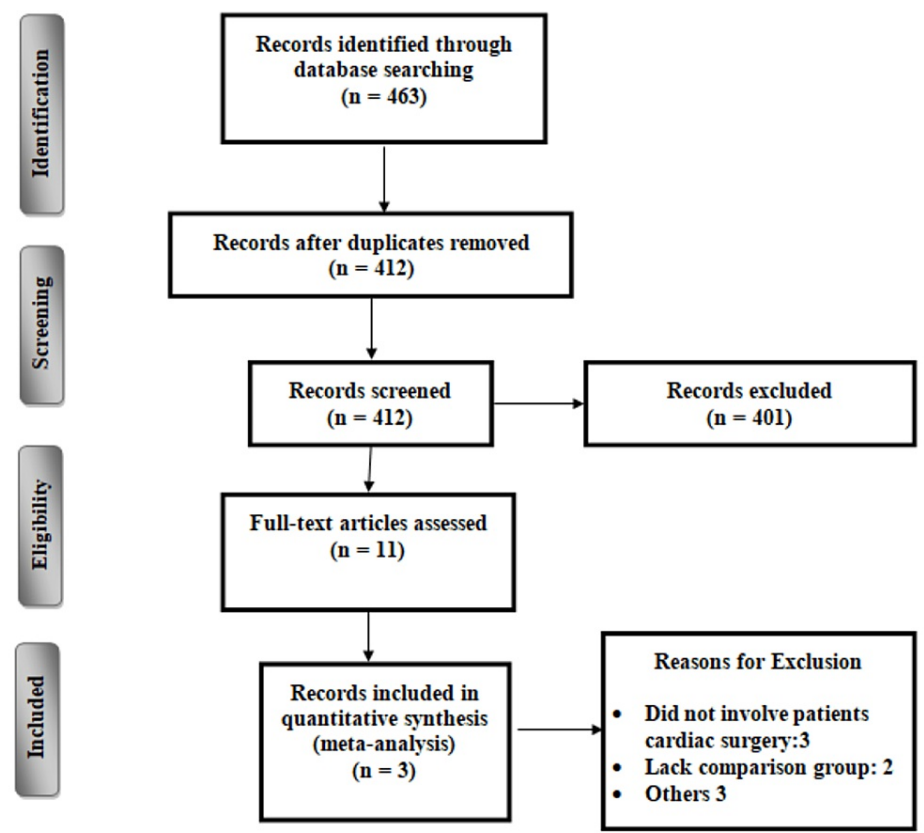 Identification
Records identified through
database searching
(n = 463)
Records after duplicates removed
(n = 412)
Screening
Records screened
(n = 412)
Records excluded
(n = 401)
Eligibility
Full-text articles assessed
(n = 11)
Included
Records included in
quantitative synthesis
(meta-analysis)
(n = 3)
Reasons for Exclusion
• Did not involve patients
cardiac surgery:3
• Lack comparison group: 2
• Others 3